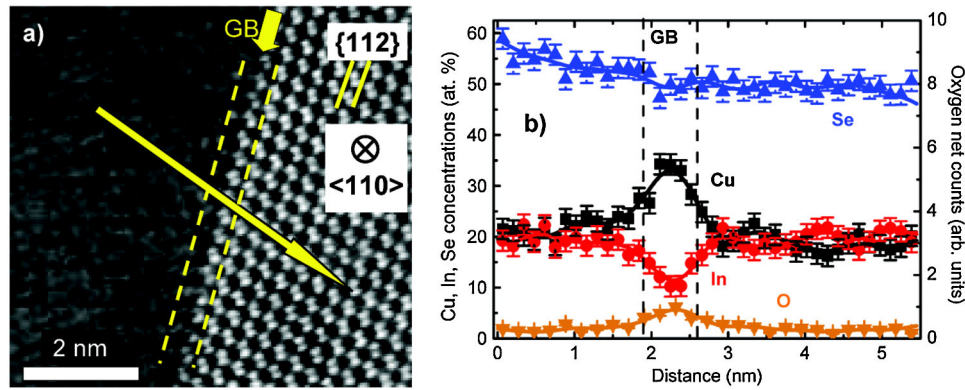 a)
GB
{112}
<110>
2 nm
b)
GB
Se
Cu
In
O
Cu, In, Se concentrations (at. %)
0
10
20
30
40
50
60
Oxygen net counts (arb. units)
0
2
4
6
8
10
0 1 2 3 4 5
Distance (nm)